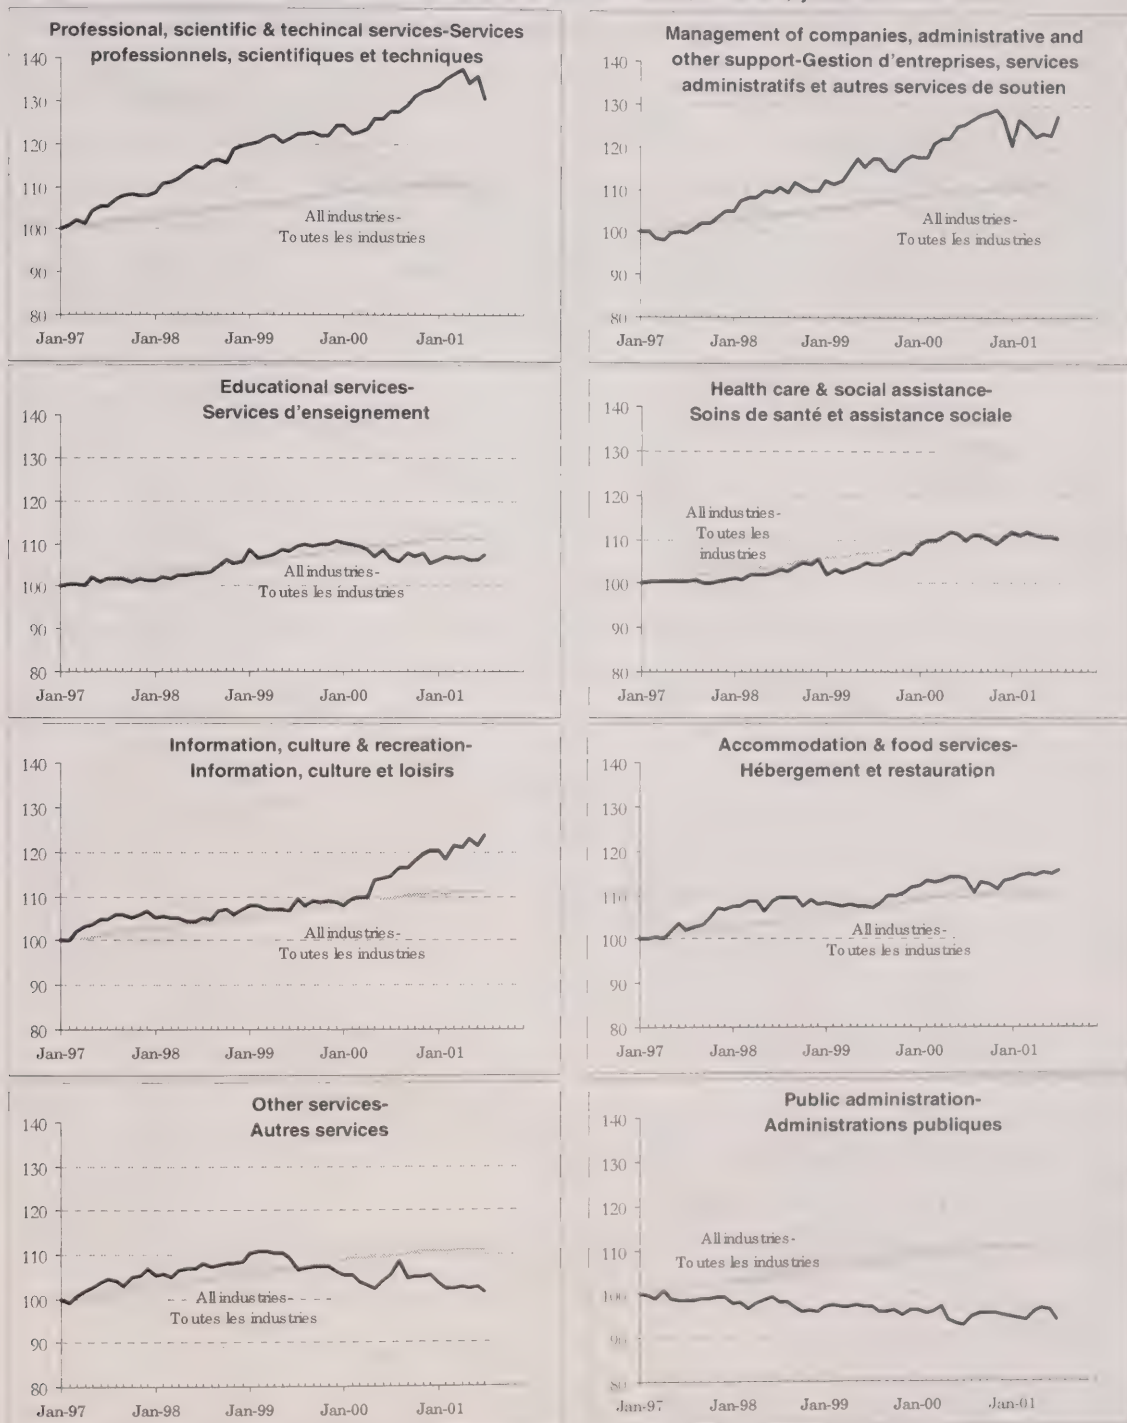 Professional, scientific & techincal services-Services
professionnels, scientifiques et techniques
140
130
120
110
100
90
80
All industries-
Toutes les industries
Jan-97 Jan-98 Jan-99 Jan-00 Jan-01
Management of companies, administrative and
other support-Gestion d'entreprises, services
administratifs et autres services de soutien
140
130
120
110
100
90
80
All industries-
Toutes les industries
Jan-97 Jan-98 Jan-99 Jan-00 Jan-01
Educational services-
Services d'enseignement
140
130
120
110
100
90
80
All industries-
Toutes les industries
Jan-97 Jan-98 Jan-99 Jan-00 Jan-01
Health care & social assistance-
Soins de santé et assistance sociale
140
130
120
110
100
90
80
All industries-
Toutes les
industries
Jan-97 Jan-98 Jan-99 Jan-00 Jan-01
Information, culture & recreation-
Information, culture et loisirs
140
130
120
110
100
90
80
All industries-
Toutes les industries
Jan-97 Jan-98 Jan-99 Jan-00 Jan-01
Accommodation & food services-
Hébergement et restauration
140
130
120
110
100
90
80
All industries-
Toutes les industries
Jan-97 Jan-98 Jan-99 Jan-00 Jan-01
Other services-
Autres services
140
130
120
110
100
90
80
All industries-
Toutes les industries
Jan-97 Jan-98 Jan-99 Jan-00 Jan-01
Public administration-
Administrations publiques
140
130
120
110
100
90
80
All industries-
Toutes les industries
Jan-97 Jan-98 Jan-99 Jan-00 Jan-01